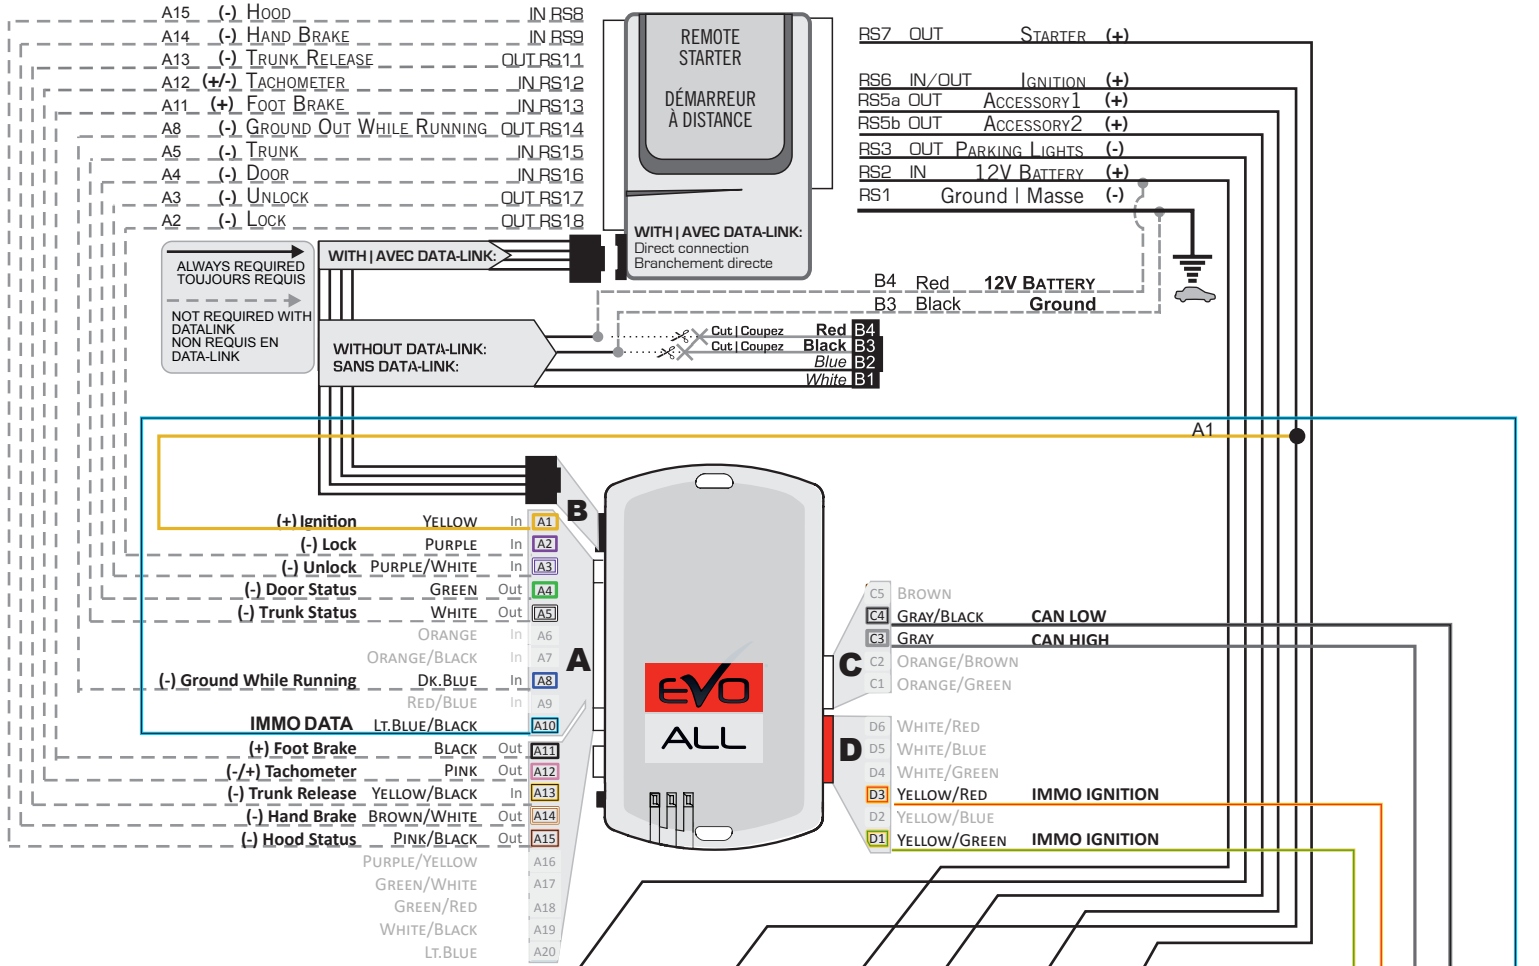 A15 (-) HOOD IN RS8
A14 (-) HAND BRAKE IN RS9
A13 (-) TRUNK RELEASE OUT RS11
A12 (+/-) TACHOMETER IN RS12
A11 (+) FOOT BRAKE IN RS13
A8 (-) GROUND OUT WHILE RUNNING OUT RS14
A5 (-) TRUNK IN RS15
A4 (-) DOOR IN RS16
A3 (-) UNLOCK OUT RS17
A2 (-) LOCK OUT RS18
REMOTE
STARTER
DÉMARREUR
À DISTANCE
WITH | AVEC DATA-LINK:
Direct connection
Branchement directe
RS7 OUT STARTER (+)
RS6 IN/OUT IGNITION (+)
RS5a OUT ACCESSORY1 (+)
RS5b OUT ACCESSORY2 (+)
RS3 OUT PARKING LIGHTS (-)
RS2 IN 12V BATTERY (+)
RS1 Ground | Masse (-)
ALWAYS REQUIRED
TOUJOURS REQUIS
NOT REQUIRED WITH
DATALINK
NON REQUIS EN
DATA-LINK
WITH | AVEC DATA-LINK:
B4 Red 12V BATTERY
B3 Black Ground
WITHOUT DATA-LINK:
SANS DATA-LINK:
Cut | Coupez Red B4
Cut | Coupez Black B3
Blue B2
White B1
A1
B
(+) Ignition YELLOW In A1
(-) Lock PURPLE In A2
(-) Unlock PURPLE/WHITE In A3
(-) Door Status GREEN Out A4
(-) Trunk Status WHITE Out A5
ORANGE In A6
ORANGE/BLACK In A7
(-) Ground While Running DK.BLUE In A8
RED/BLUE In A9
IMMO DATA LT.BLUE/BLACK A10
(+) Foot Brake BLACK Out A11
(-/+) Tachometer PINK Out A12
(-) Trunk Release YELLOW/BLACK In A13
(-) Hand Brake BROWN/WHITE Out A14
(-) Hood Status PINK/BLACK Out A15
PURPLE/YELLOW A16
GREEN/WHITE A17
GREEN/RED A18
WHITE/BLACK A19
LT.BLUE A20
A
EVO
ALL
C
C5 BROWN
C4 GRAY/BLACK CAN LOW
C3 GRAY CAN HIGH
C2 ORANGE/BROWN
C1 ORANGE/GREEN
D
D6 WHITE/RED
D5 WHITE/BLUE
D4 WHITE/GREEN
D3 YELLOW/RED IMMO IGNITION
D2 YELLOW/BLUE
D1 YELLOW/GREEN IMMO IGNITION